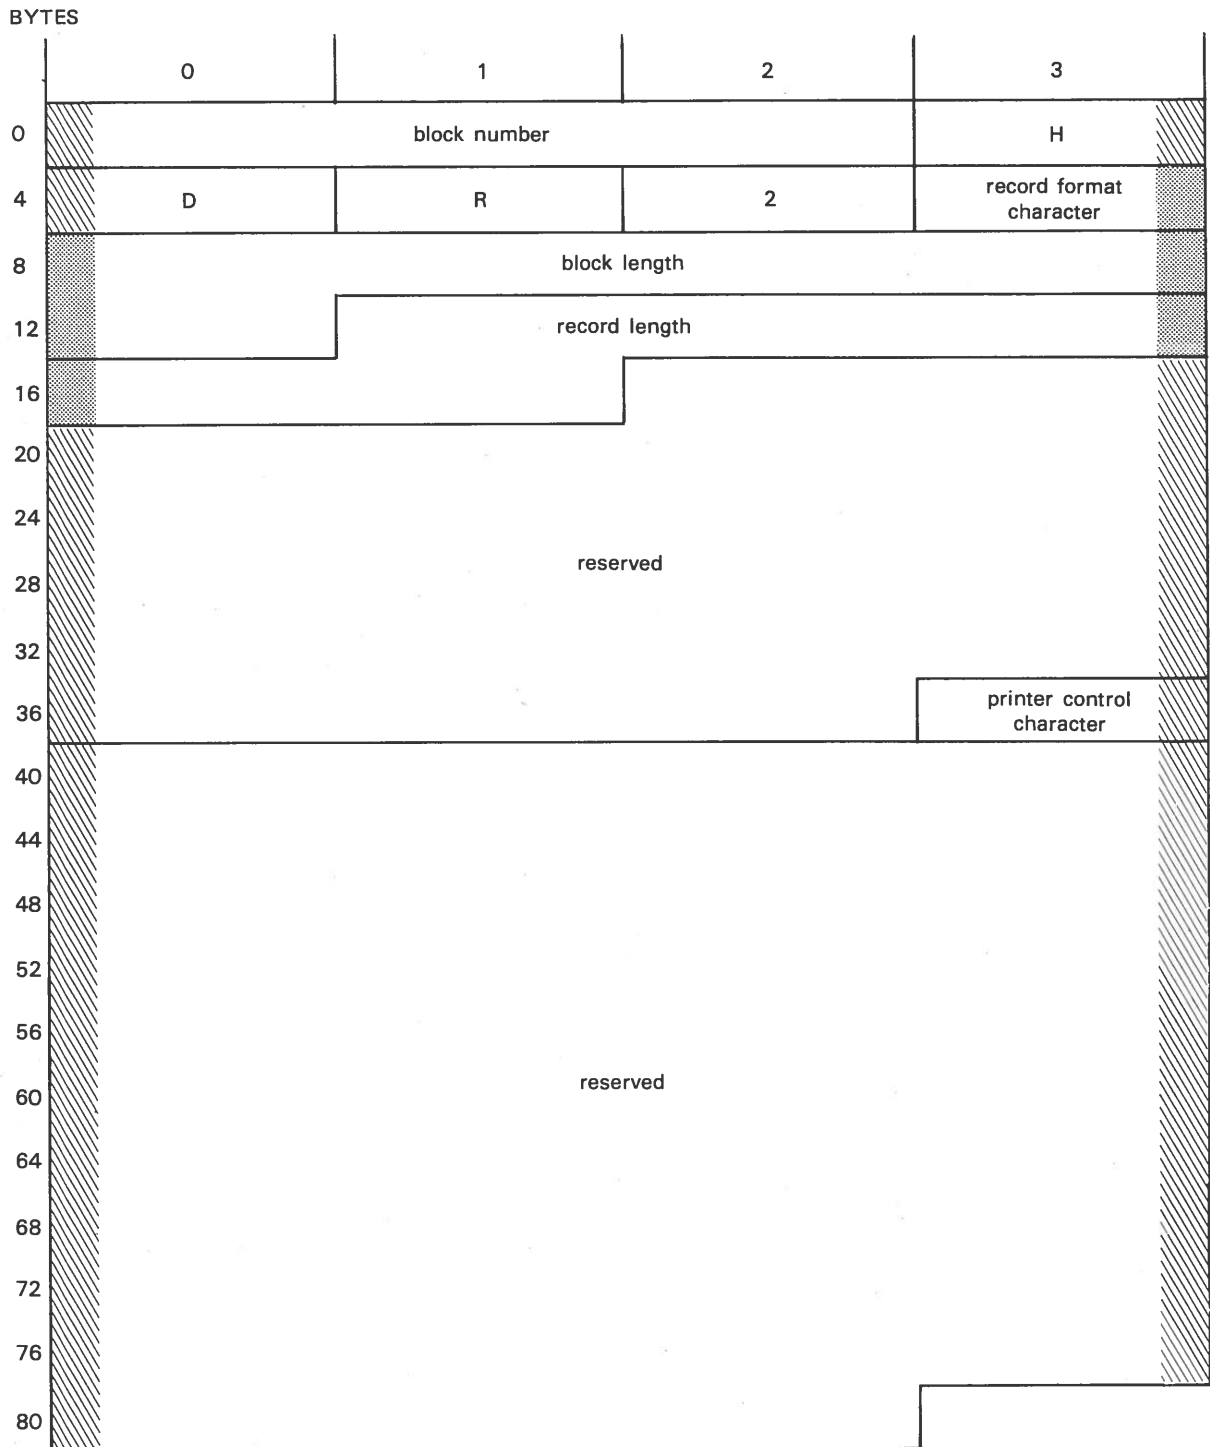 BYTES
0 1 2 3
0 block number H
4 D R 2 record format
character
8 block length
12 record length
16
20
24
reserved
28
32
36 printer control
character
40
44
48
52
56
reserved
60
64
68
72
76
80